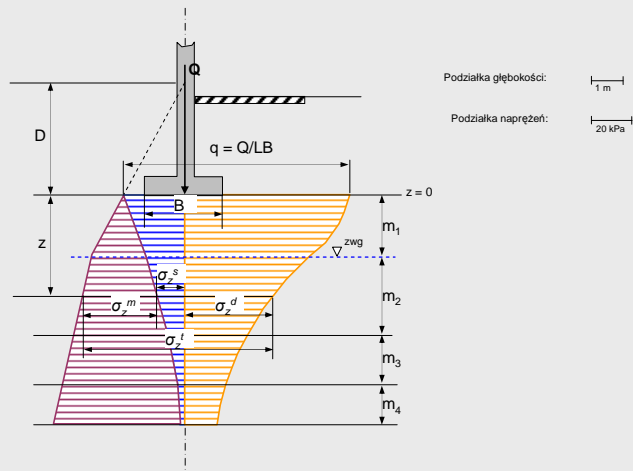 Q
Podziałka głębokości:
1 m
Podziałka naprężeń:
20 kPa
D
q = Q/LB
z = 0
B
m₁
z
zwg
σzˢ
m₂
σzᵐ
σzᵈ
σzᵗ
m₃
m₄